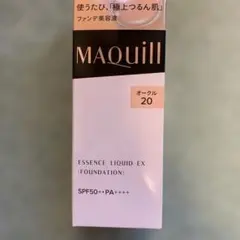 使うたび、「極上つるん肌」
ファンデ美容液
MAQuill
オークル
20
ESSENCE LIQUID EX
(FOUNDATION)
SPF50++PA++++